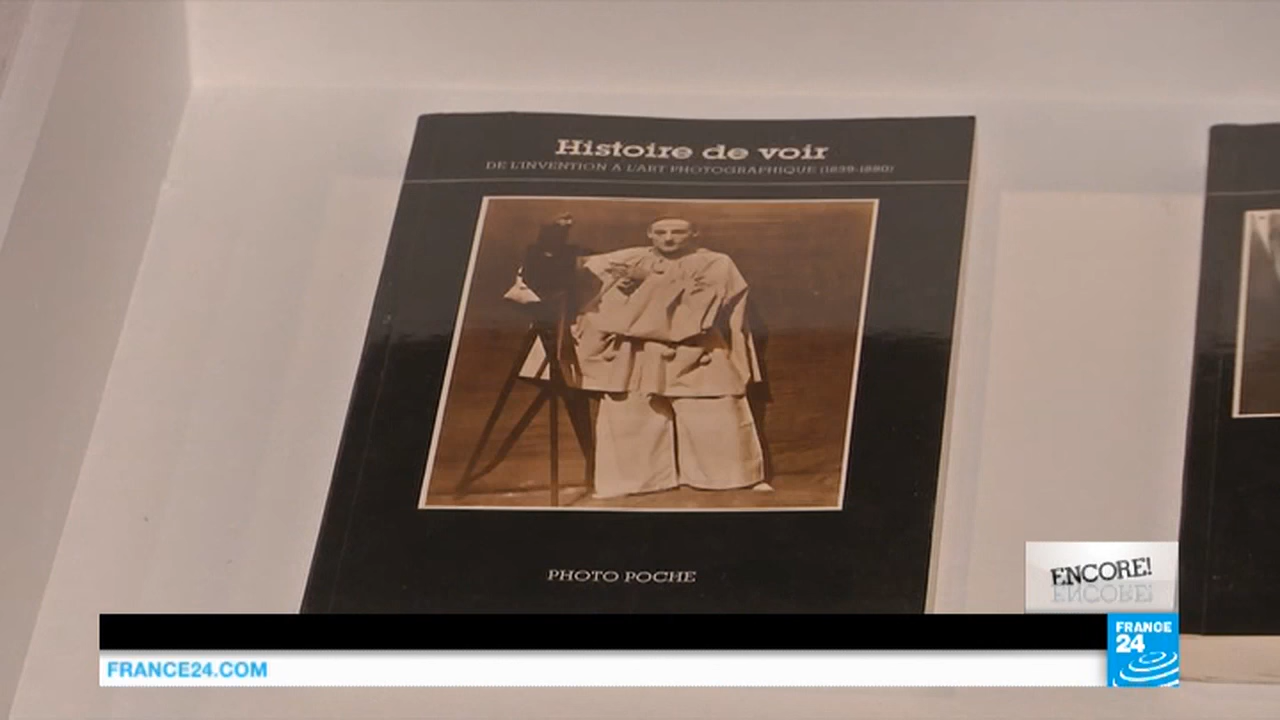 Histoire de voir
DE L'INVENTION A L'ART PHOTOGRAPHIQUE (1839-1880)
PHOTO POCHE
ENCORE!
FRANCE
24
FRANCE24.COM